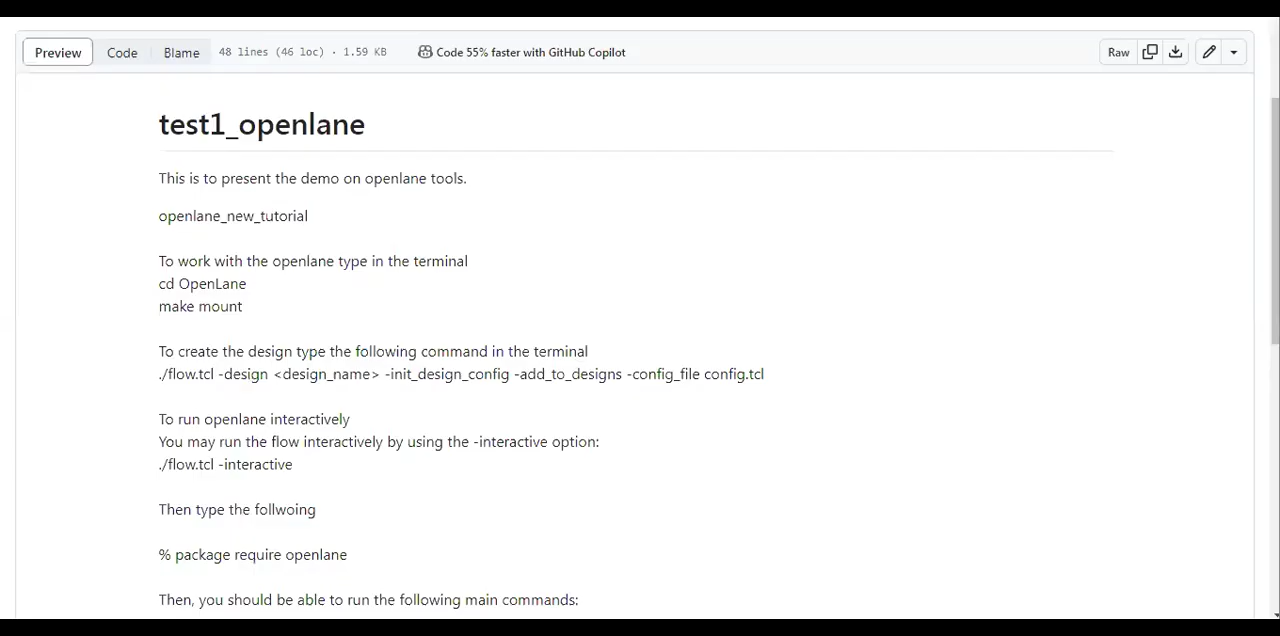 Preview Code Blame 48 lines (46 loc) · 1.59 KB Code 55% faster with GitHub Copilot Raw
test1_openlane
This is to present the demo on openlane tools.
openlane_new_tutorial
To work with the openlane type in the terminal
cd OpenLane
make mount
To create the design type the following command in the terminal
./flow.tcl -design <design_name> -init_design_config -add_to_designs -config_file config.tcl
To run openlane interactively
You may run the flow interactively by using the -interactive option:
./flow.tcl -interactive
Then type the follwoing
% package require openlane
Then, you should be able to run the following main commands: